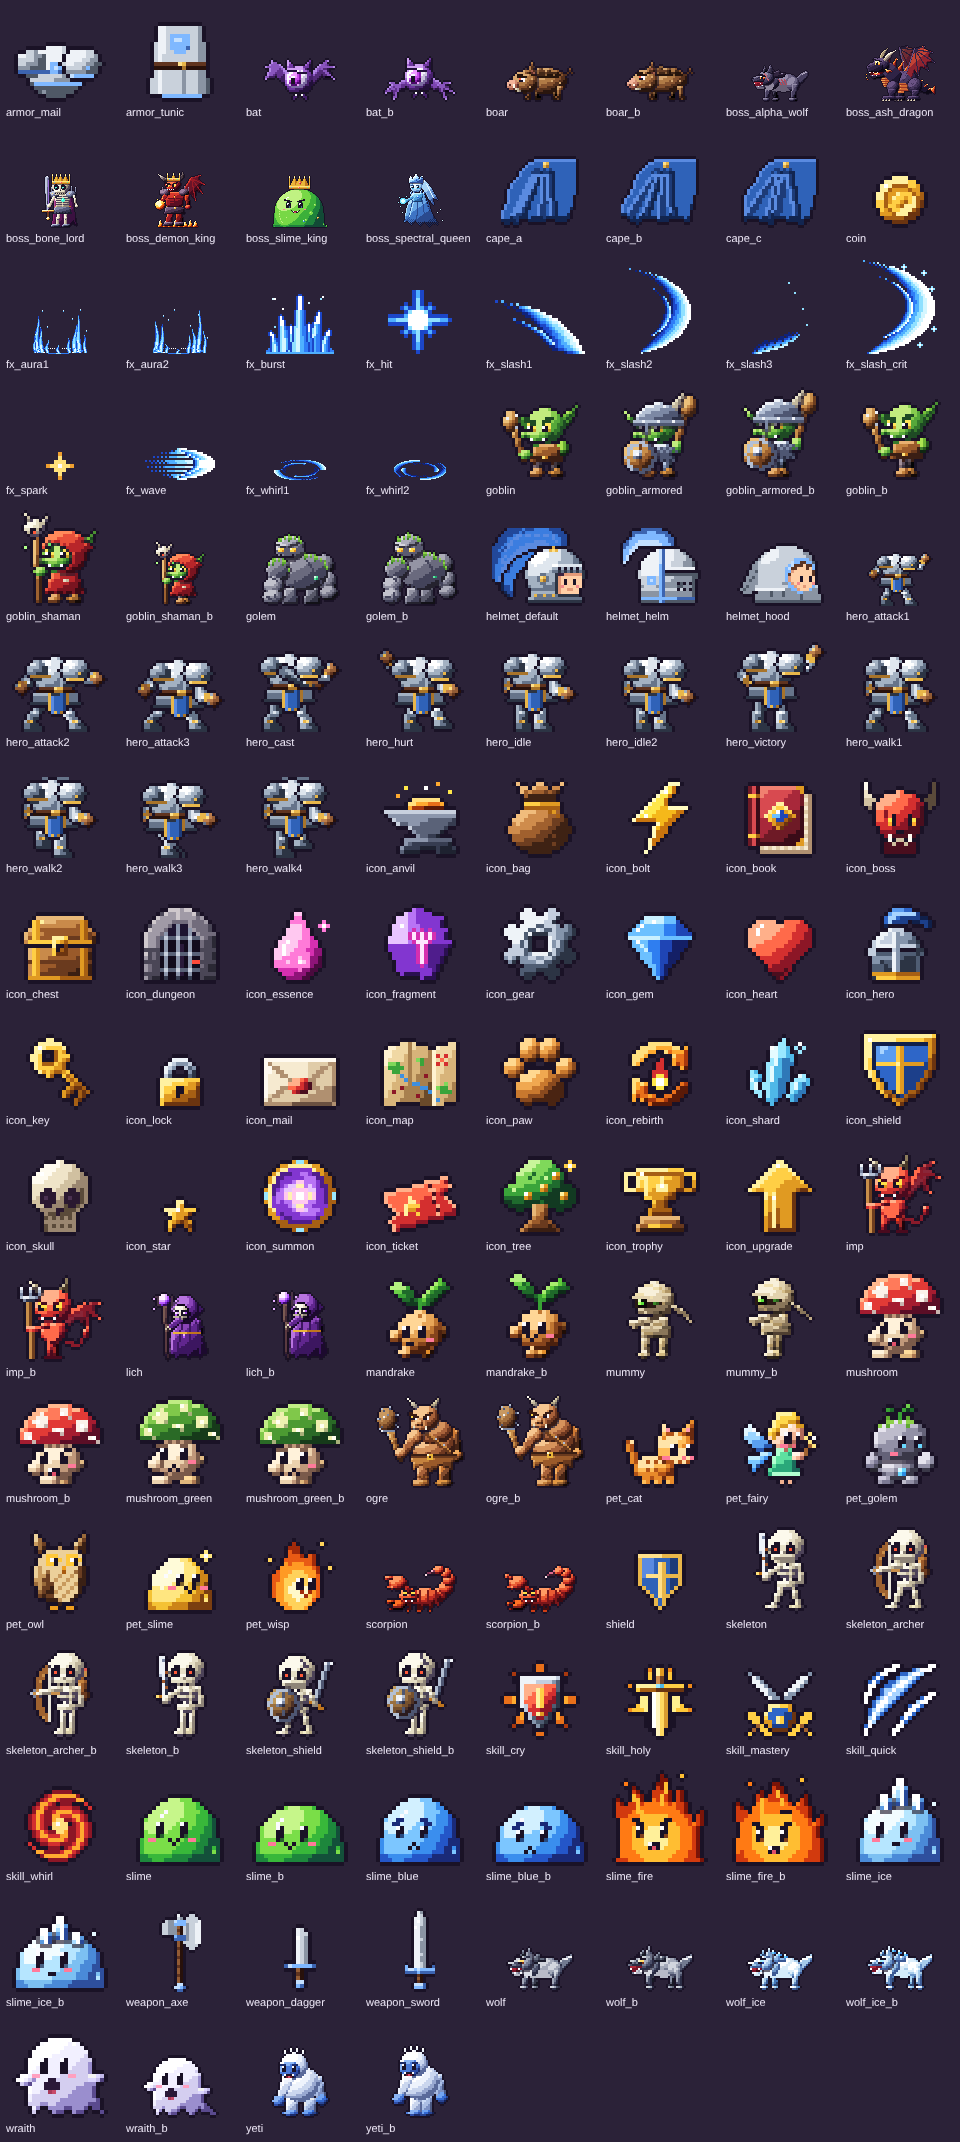 armor_mail armor_tunic bat bat_b boar boar_b boss_alpha_wolf boss_ash_dragon
boss_bone_lord boss_demon_king boss_slime_king boss_spectral_queen cape_a cape_b cape_c coin
fx_aura1 fx_aura2 fx_burst fx_hit fx_slash1 fx_slash2 fx_slash3 fx_slash_crit
fx_spark fx_wave fx_whirl1 fx_whirl2 goblin goblin_armored goblin_armored_b goblin_b
goblin_shaman goblin_shaman_b golem golem_b helmet_default helmet_helm helmet_hood hero_attack1
hero_attack2 hero_attack3 hero_cast hero_hurt hero_idle hero_idle2 hero_victory hero_walk1
hero_walk2 hero_walk3 hero_walk4 icon_anvil icon_bag icon_bolt icon_book icon_boss
icon_chest icon_dungeon icon_essence icon_fragment icon_gear icon_gem icon_heart icon_hero
icon_key icon_lock icon_mail icon_map icon_paw icon_rebirth icon_shard icon_shield
icon_skull icon_star icon_summon icon_ticket icon_tree icon_trophy icon_upgrade imp
imp_b lich lich_b mandrake mandrake_b mummy mummy_b mushroom
mushroom_b mushroom_green mushroom_green_b ogre ogre_b pet_cat pet_fairy pet_golem
pet_owl pet_slime pet_wisp scorpion scorpion_b shield skeleton skeleton_archer
skeleton_archer_b skeleton_b skeleton_shield skeleton_shield_b skill_cry skill_holy skill_mastery skill_quick
skill_whirl slime slime_b slime_blue slime_blue_b slime_fire slime_fire_b slime_ice
slime_ice_b weapon_axe weapon_dagger weapon_sword wolf wolf_b wolf_ice wolf_ice_b
wraith wraith_b yeti yeti_b